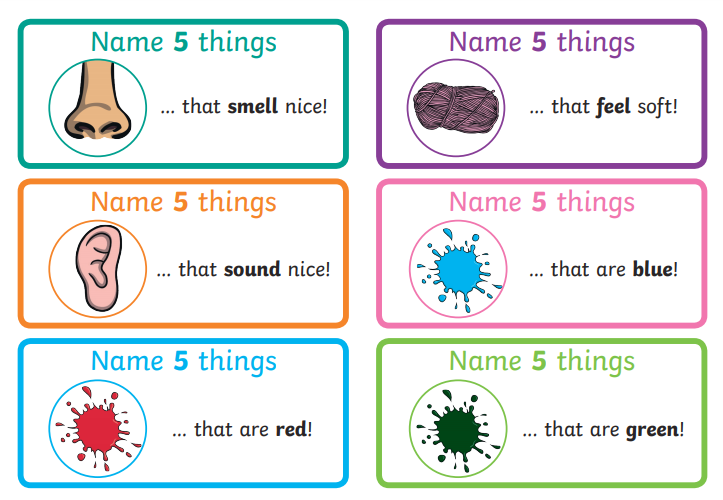 Name 5 things
... that smell nice!
Name 5 things
... that feel soft!
Name 5 things
... that sound nice!
Name 5 things
... that are blue!
Name 5 things
... that are red!
Name 5 things
... that are green!